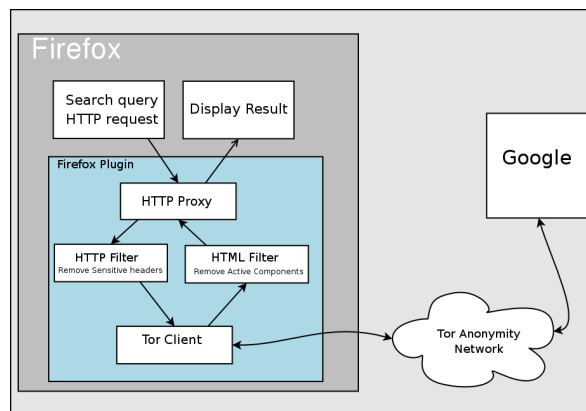 Firefox
Search query
HTTP request
Display Result
Google
Firefox Plugin
HTTP Proxy
HTTP Filter
Remove Sensitive headers
HTML Filter
Remove Active Components
Tor Client
Tor Anonymity
Network